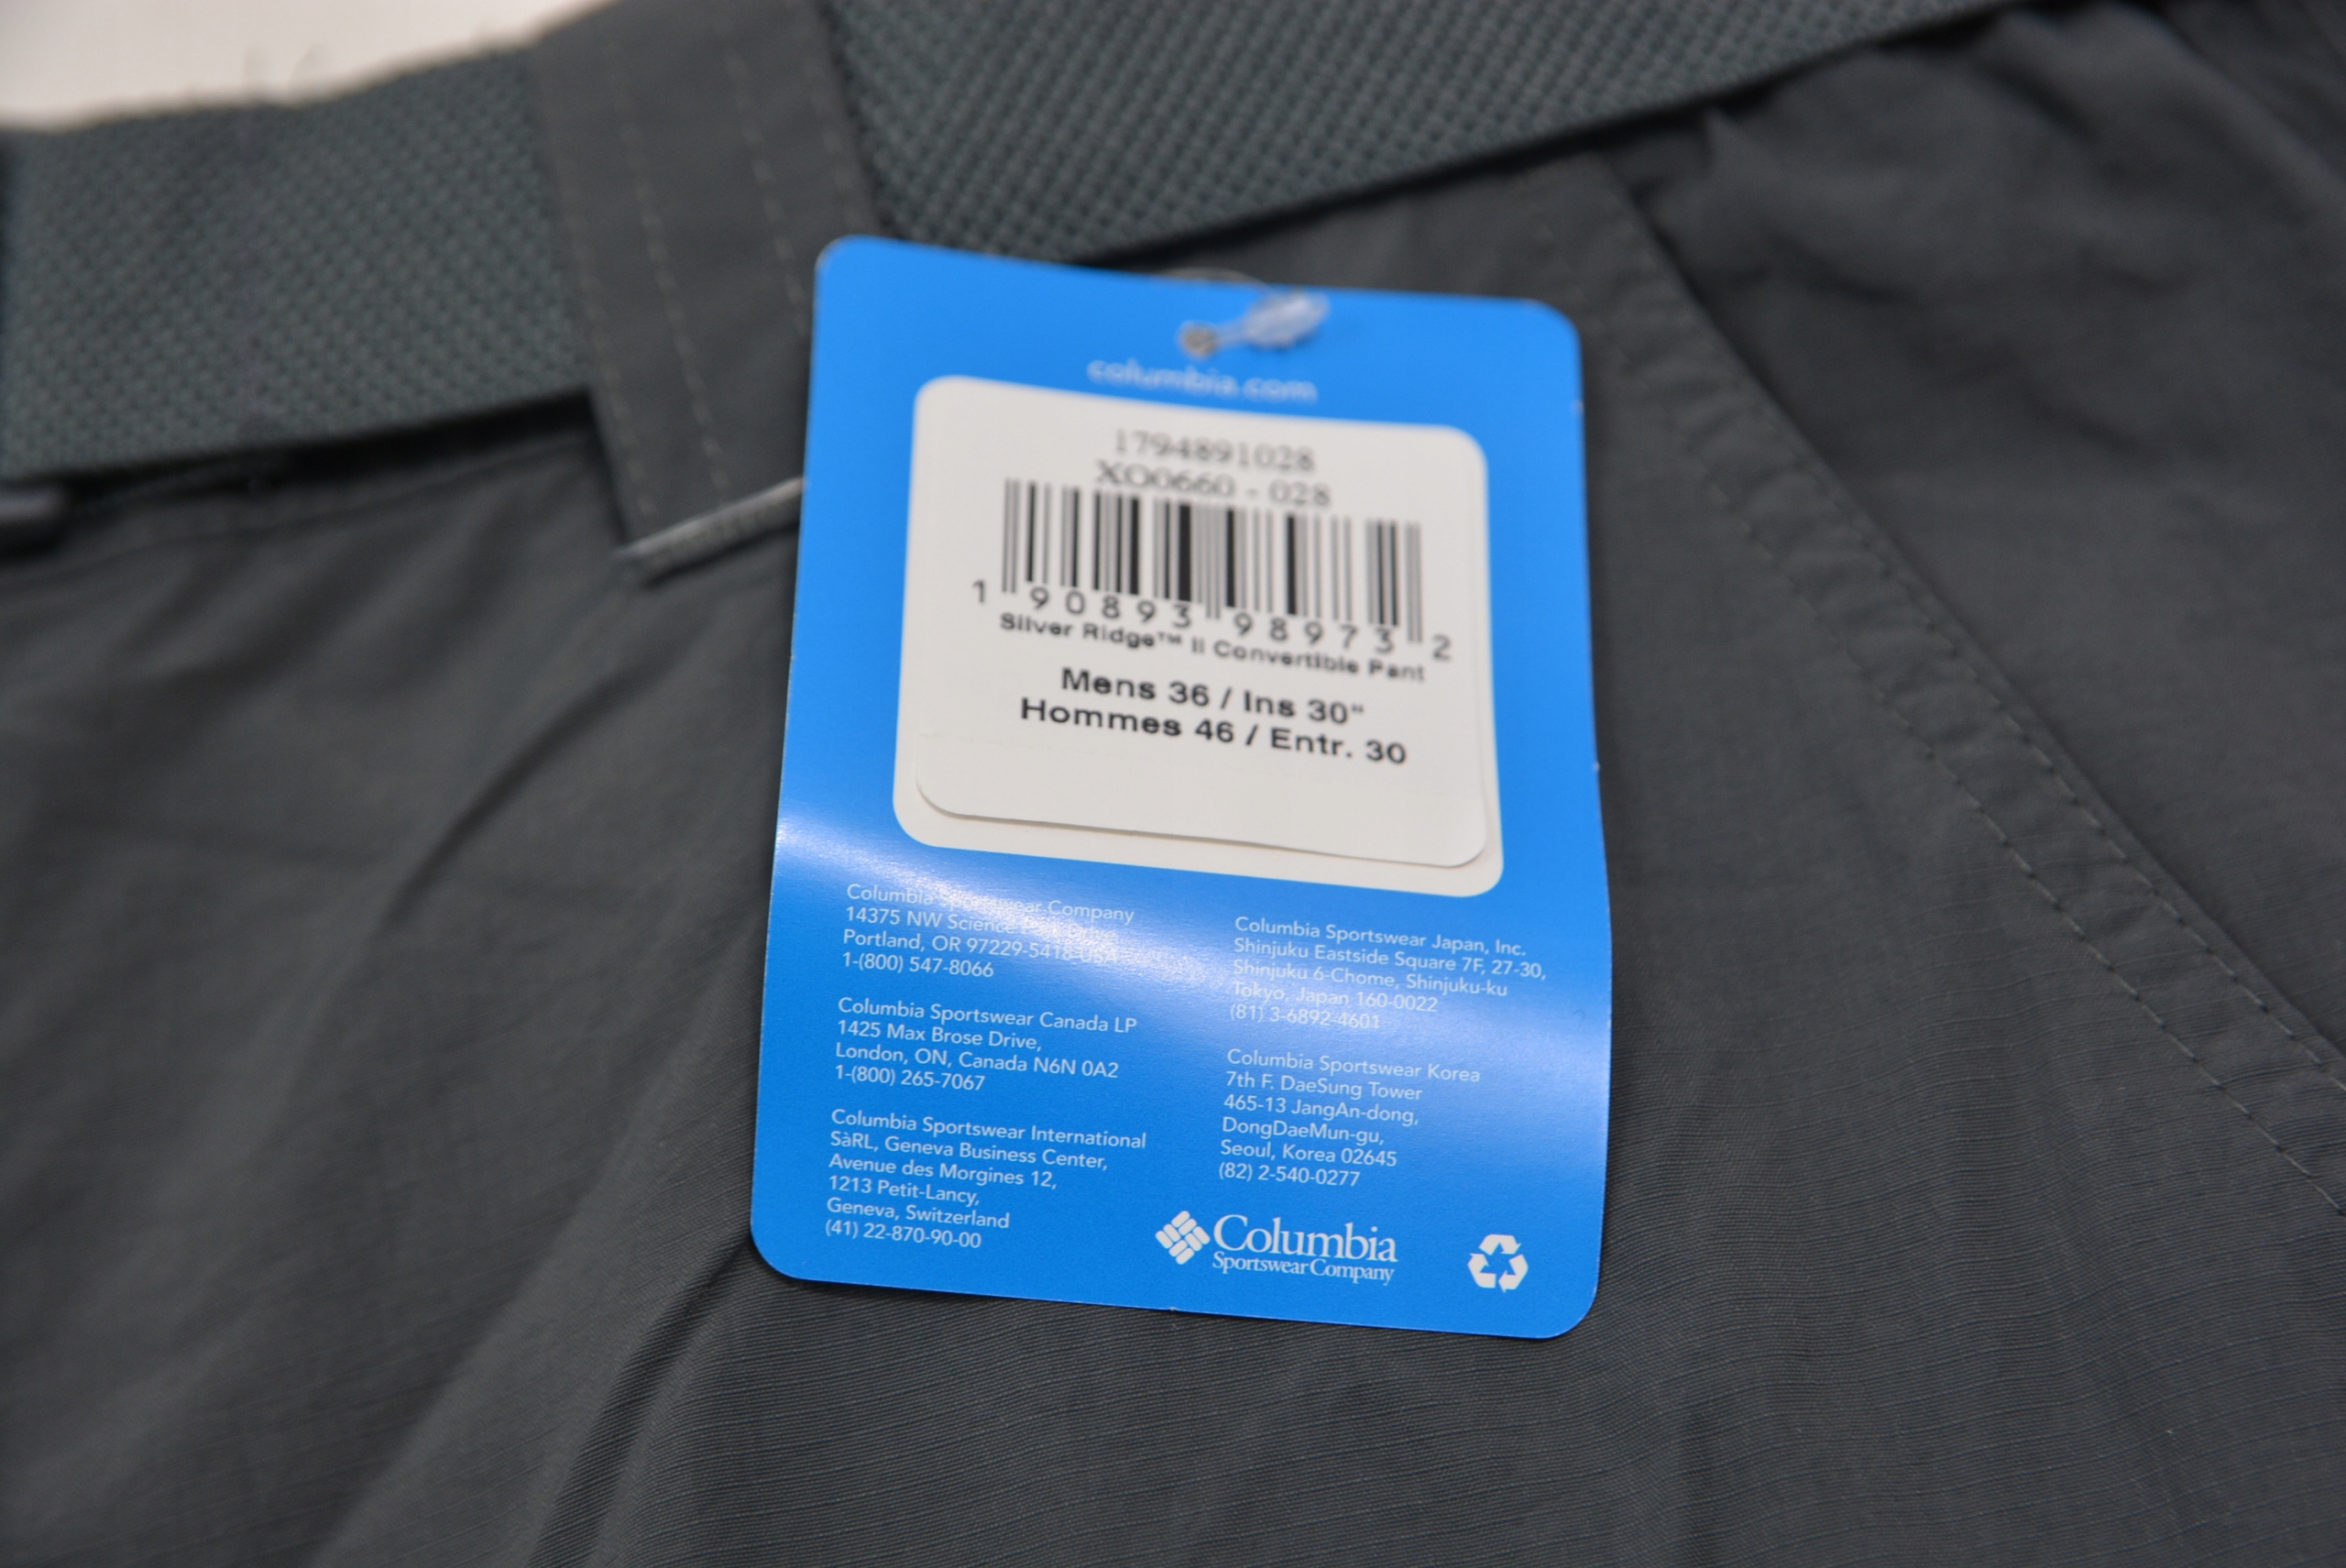 columbia.com
1794891028
XO0660 - 028
1 90893 98973 2
Silver Ridge™ Ii Convertible Pant
Mens 36 / Ins 30"
Hommes 46 / Entr. 30
Columbia Sportswear Company
14375 NW Science
Portland, OR 97229-5418 USA
1-(800) 547-8066
Columbia Sportswear Canada LP
1425 Max Brose Drive,
London, ON, Canada N6N 0A2
1-(800) 265-7067
Columbia Sportswear International
SàRL, Geneva Business Center,
Avenue des Morgines 12,
1213 Petit-Lancy,
Geneva, Switzerland
(41) 22-870-90-00
Columbia Sportswear Japan, Inc.
Shinjuku Eastside Square 7F, 27-30,
Shinjuku 6-Chome, Shinjuku-ku
Tokyo, Japan 160-0022
(81) 3-6892-4601
Columbia Sportswear Korea
7th F. DaeSung Tower
465-13 JangAn-dong,
DongDaeMun-gu,
Seoul, Korea 02645
(82) 2-540-0277
Columbia
Sportswear Company